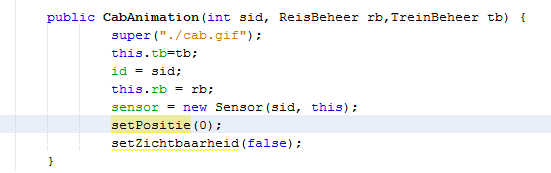 public CabAnimation(int sid, ReisBeheer rb,TreinBeheer tb) {
super("./cab.gif");
this.tb=tb;
id = sid;
this.rb = rb;
sensor = new Sensor(sid, this);
setPositie(0);
setZichtbaarheid(false);
}